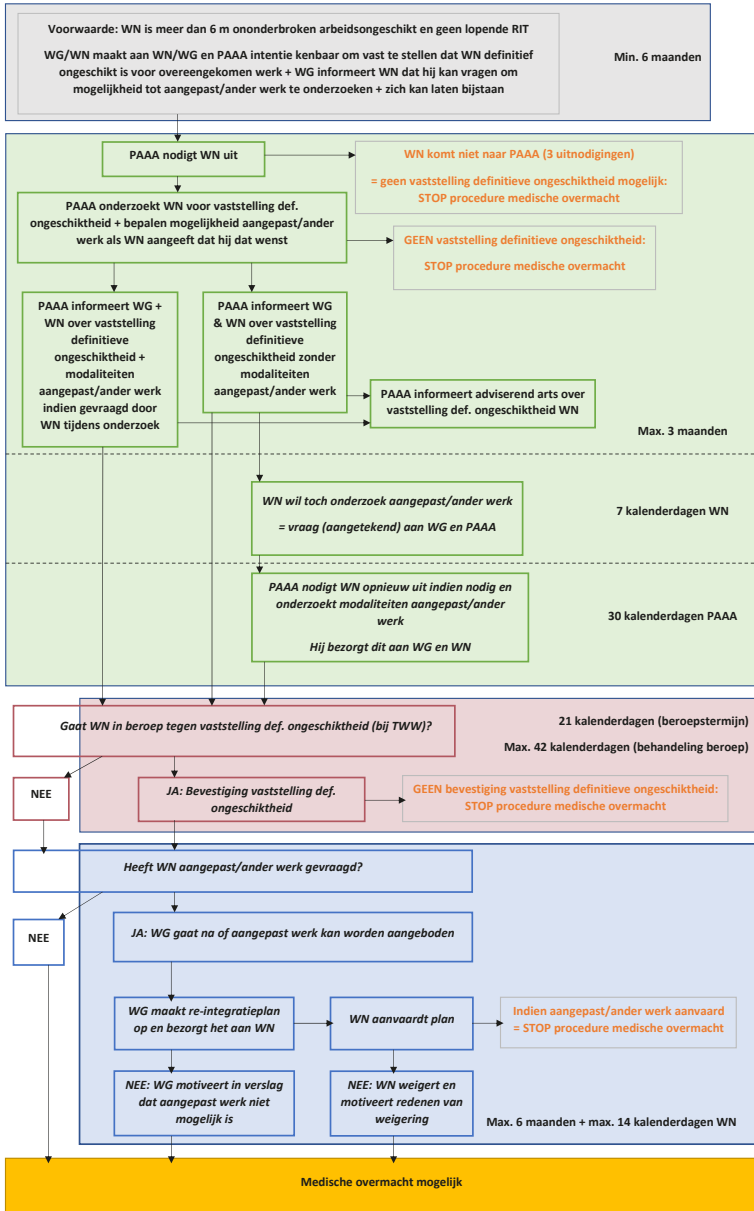 Voorwaarde: WN is meer dan 6 m ononderbroken arbeidsongeschikt en geen lopende RIT
WG/WN maakt aan WN/WG en PAAA intentie kenbaar om vast te stellen dat WN definitief
ongeschikt is voor overeengekomen werk + WG informeert WN dat hij kan vragen om
mogelijkheid tot aangepast/ander werk te onderzoeken + zich kan laten bijstaan
Min. 6 maanden
PAAA nodigt WN uit
WN komt niet naar PAAA (3 uitnodigingen)
= geen vaststelling definitieve ongeschiktheid mogelijk:
STOP procedure medische overmacht
PAAA onderzoekt WN voor vaststelling def.
ongeschiktheid + bepalen mogelijkheid aangepast/ander
werk als WN aangeeft dat hij dat wenst
GEEN vaststelling definitieve ongeschiktheid:
STOP procedure medische overmacht
PAAA informeert WG +
WN over vaststelling
definitieve
ongeschiktheid +
modaliteiten
aangepast/ander werk
indien gevraagd door
WN tijdens onderzoek
PAAA informeert WG
& WN over vaststelling
definitieve
ongeschiktheid zonder
modaliteiten
aangepast/ander werk
PAAA informeert adviserend arts over
vaststelling def. ongeschiktheid WN
Max. 3 maanden
WN wil toch onderzoek aangepast/ander werk
= vraag (aangetekend) aan WG en PAAA
7 kalenderdagen WN
PAAA nodigt WN opnieuw uit indien nodig en
onderzoekt modaliteiten aangepast/ander
werk
Hij bezorgt dit aan WG en WN
30 kalenderdagen PAAA
Gaat WN in beroep tegen vaststelling def. ongeschiktheid (bij TWW)?
21 kalenderdagen (beroepstermijn)
Max. 42 kalenderdagen (behandeling beroep)
NEE
JA: Bevestiging vaststelling def.
ongeschiktheid
GEEN bevestiging vaststelling definitieve ongeschiktheid:
STOP procedure medische overmacht
Heeft WN aangepast/ander werk gevraagd?
NEE
JA: WG gaat na of aangepast werk kan worden aangeboden
WG maakt re-integratieplan
op en bezorgt het aan WN
WN aanvaardt plan
Indien aangepast/ander werk aanvaard
= STOP procedure medische overmacht
NEE: WG motiveert in verslag
dat aangepast werk niet
mogelijk is
NEE: WN weigert en
motiveert redenen van
weigering
Max. 6 maanden + max. 14 kalenderdagen WN
Medische overmacht mogelijk